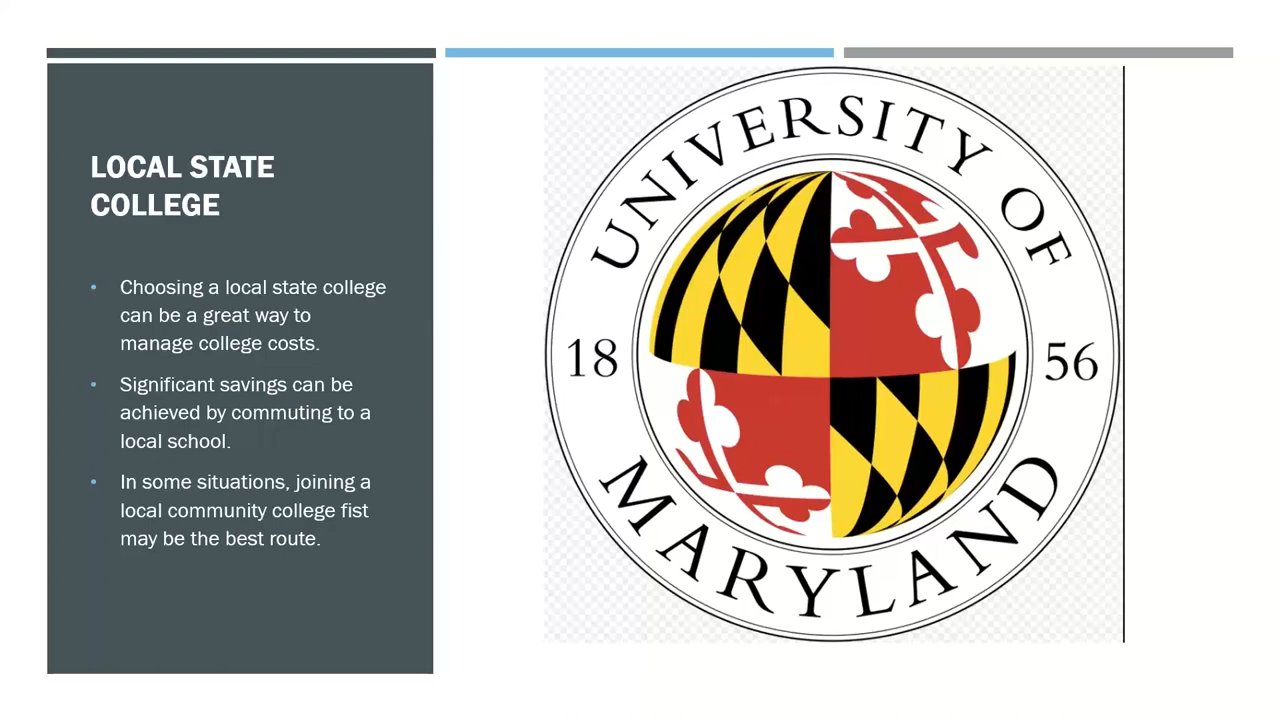 LOCAL STATE
COLLEGE
• Choosing a local state college
can be a great way to
manage college costs.
• Significant savings can be
achieved by commuting to a
local school.
• In some situations, joining a
local community college fist
may be the best route.
UNIVERSITY OF
18 56
MARYLAND